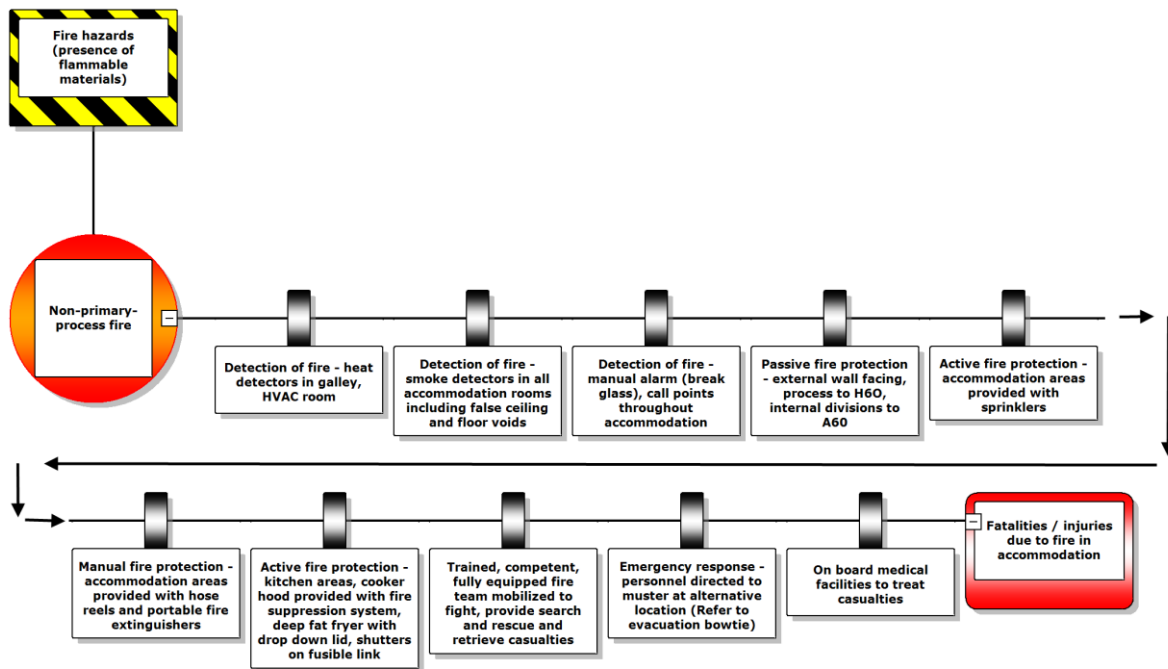 Fire hazards
(presence of
flammable
materials)
Non-primary-
process fire
Detection of fire - heat
detectors in galley,
HVAC room
Detection of fire -
smoke detectors in all
accommodation rooms
including false ceiling
and floor voids
Detection of fire -
manual alarm (break
glass), call points
throughout
accommodation
Passive fire protection
- external wall facing,
process to H6O,
internal divisions to
A60
Active fire protection -
accommodation areas
provided with
sprinklers
Manual fire protection -
accommodation areas
provided with hose
reels and portable fire
extinguishers
Active fire protection -
kitchen areas, cooker
hood provided with fire
suppression system,
deep fat fryer with
drop down lid, shutters
on fusible link
Trained, competent,
fully equipped fire
team mobilized to
fight, provide search
and rescue and
retrieve casualties
Emergency response -
personnel directed to
muster at alternative
location (Refer to
evacuation bowtie)
On board medical
facilities to treat
casualties
Fatalities / injuries
due to fire in
accommodation